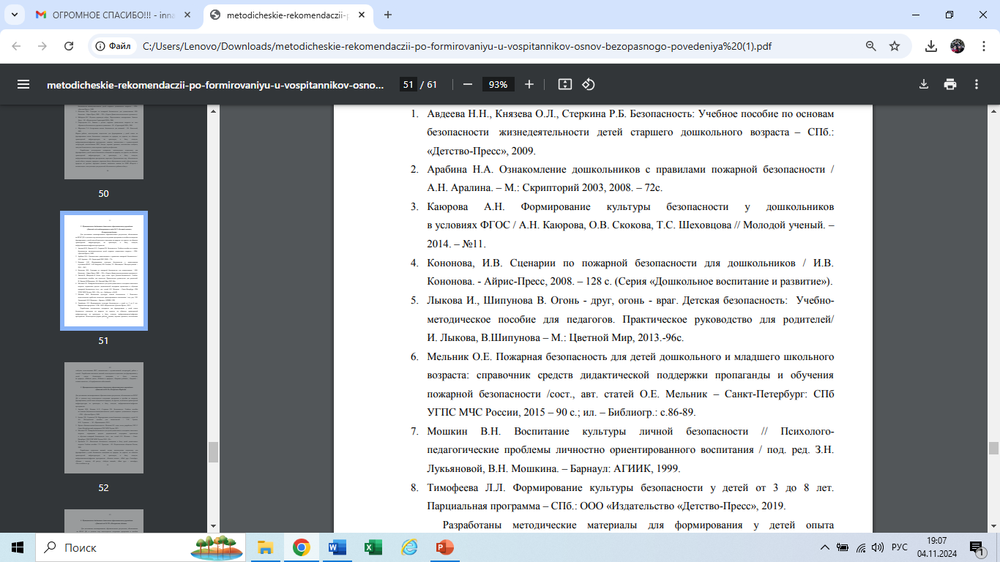 ОГРОМНОЕ СПАСИБО!!! - inna
metodicheskie-rekomendaczii-p
Файл
C:/Users/Lenovo/Downloads/metodicheskie-rekomendaczii-po-formirovaniyu-u-vospitannikov-osnov-bezopasnogo-povedeniya%20(1).pdf
metodicheskie-rekomendaczii-po-formirovaniyu-u-vospitannikov-osno...
51 / 61
93%
50
51
52
1. Авдеева Н.Н., Князева О.Л., Стеркина Р.Б. Безопасность: Учебное пособие по основам
безопасности жизнедеятельности детей старшего дошкольного возраста – СПб.:
«Детство-Пресс», 2009.
2. Арабина Н.А. Ознакомление дошкольников с правилами пожарной безопасности /
А.Н. Аралина. – М.: Скрипторий 2003, 2008. – 72с.
3. Каюрова А.Н. Формирование культуры безопасности у дошкольников
в условиях ФГОС / А.Н. Каюрова, О.В. Скокова, Т.С. Шеховцова // Молодой ученый. –
2014. – №11.
4. Кононова, И.В. Сценарии по пожарной безопасности для дошкольников / И.В.
Кононова. - Айрис-Пресс, 2008. – 128 с. (Серия «Дошкольное воспитание и развитие»).
5. Лыкова И., Шипунова В. Огонь - друг, огонь - враг. Детская безопасность: Учебно-
методическое пособие для педагогов. Практическое руководство для родителей/
И. Лыкова, В.Шипунова – М.: Цветной Мир, 2013.-96с.
6. Мельник О.Е. Пожарная безопасность для детей дошкольного и младшего школьного
возраста: справочник средств дидактической поддержки пропаганды и обучения
пожарной безопасности /сост., авт. статей О.Е. Мельник – Санкт-Петербург: СПб
УГПС МЧС России, 2015 – 90 с.; ил. – Библиогр.: с.86-89.
7. Мошкин В.Н. Воспитание культуры личной безопасности // Психолого-
педагогические проблемы личностно ориентированного воспитания / под. ред. З.Н.
Лукьяновой, В.Н. Мошкина. – Барнаул: АГИИК, 1999.
8. Тимофеева Л.Л. Формирование культуры безопасности у детей от 3 до 8 лет.
Парциальная программа – СПб.: ООО «Издательство «Детство-Пресс», 2019.
Разработаны методические материалы для формирования у детей опыта
Поиск
РУС
19:07
04.11.2024
1